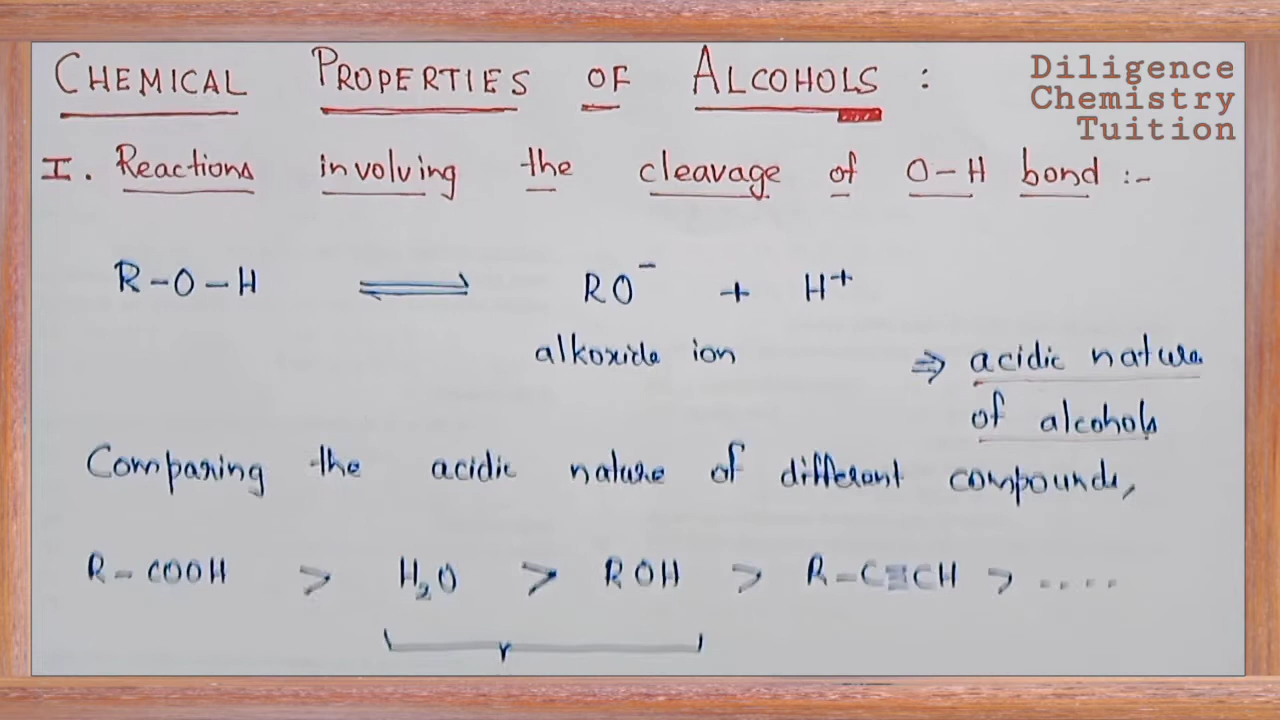 CHEMICAL PROPERTIES OF ALCOHOLS :
Diligence
Chemistry
Tuition
I. Reactions involving the cleavage of O-H bond :-
R-O-H ⇌ RO⁻ + H⁺
alkoxide ion
⇒ acidic nature
of alcohols
Comparing the acidic nature of different compounds,
R-COOH > H₂O > ROH > R-C≡CH > .....